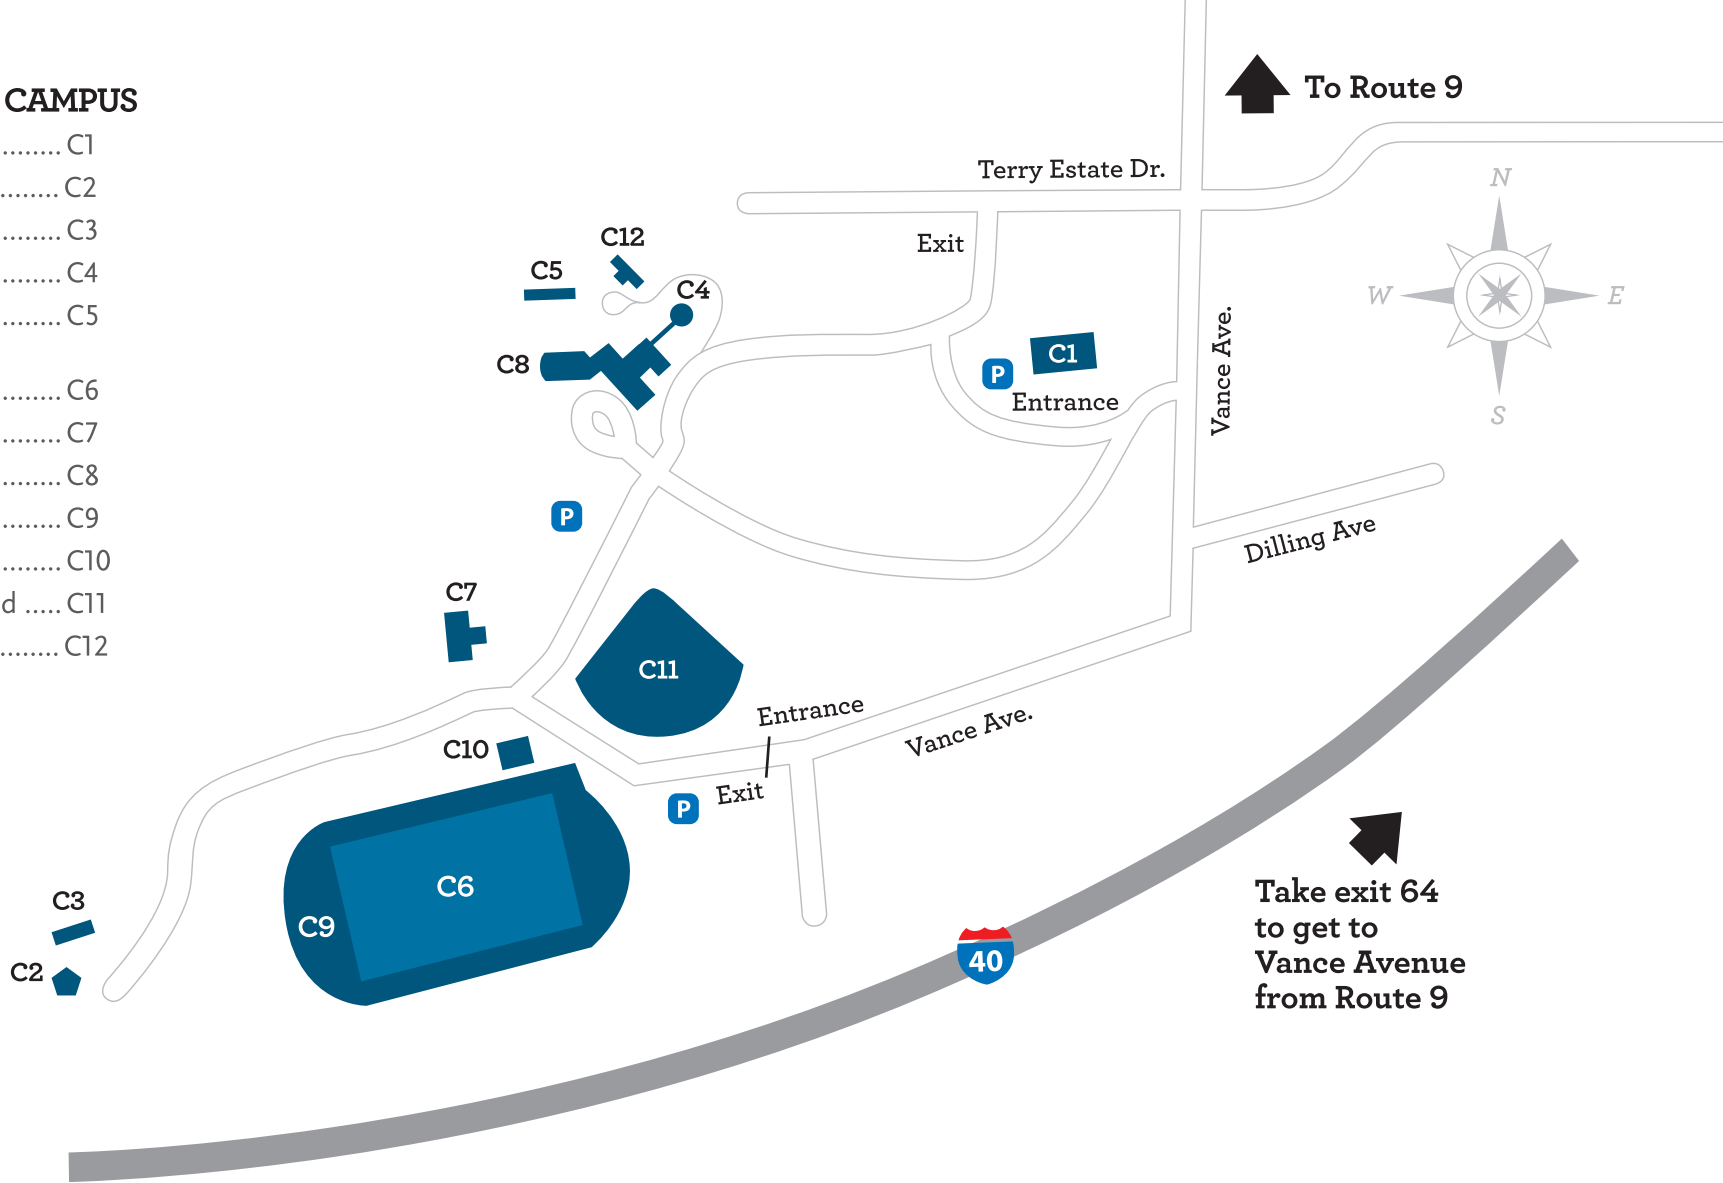 CAMPUS
........ C1
........ C2
........ C3
........ C4
........ C5
........ C6
........ C7
........ C8
........ C9
........ C10
d ..... C11
........ C12
To Route 9
Terry Estate Dr.
N
W
E
S
Exit
C12
C5
C4
C8
C1
P
Entrance
Vance Ave.
P
Dilling Ave
C7
C11
Entrance
Vance Ave.
C10
Exit
P
C6
C9
C3
C2
40
Take exit 64
to get to
Vance Avenue
from Route 9